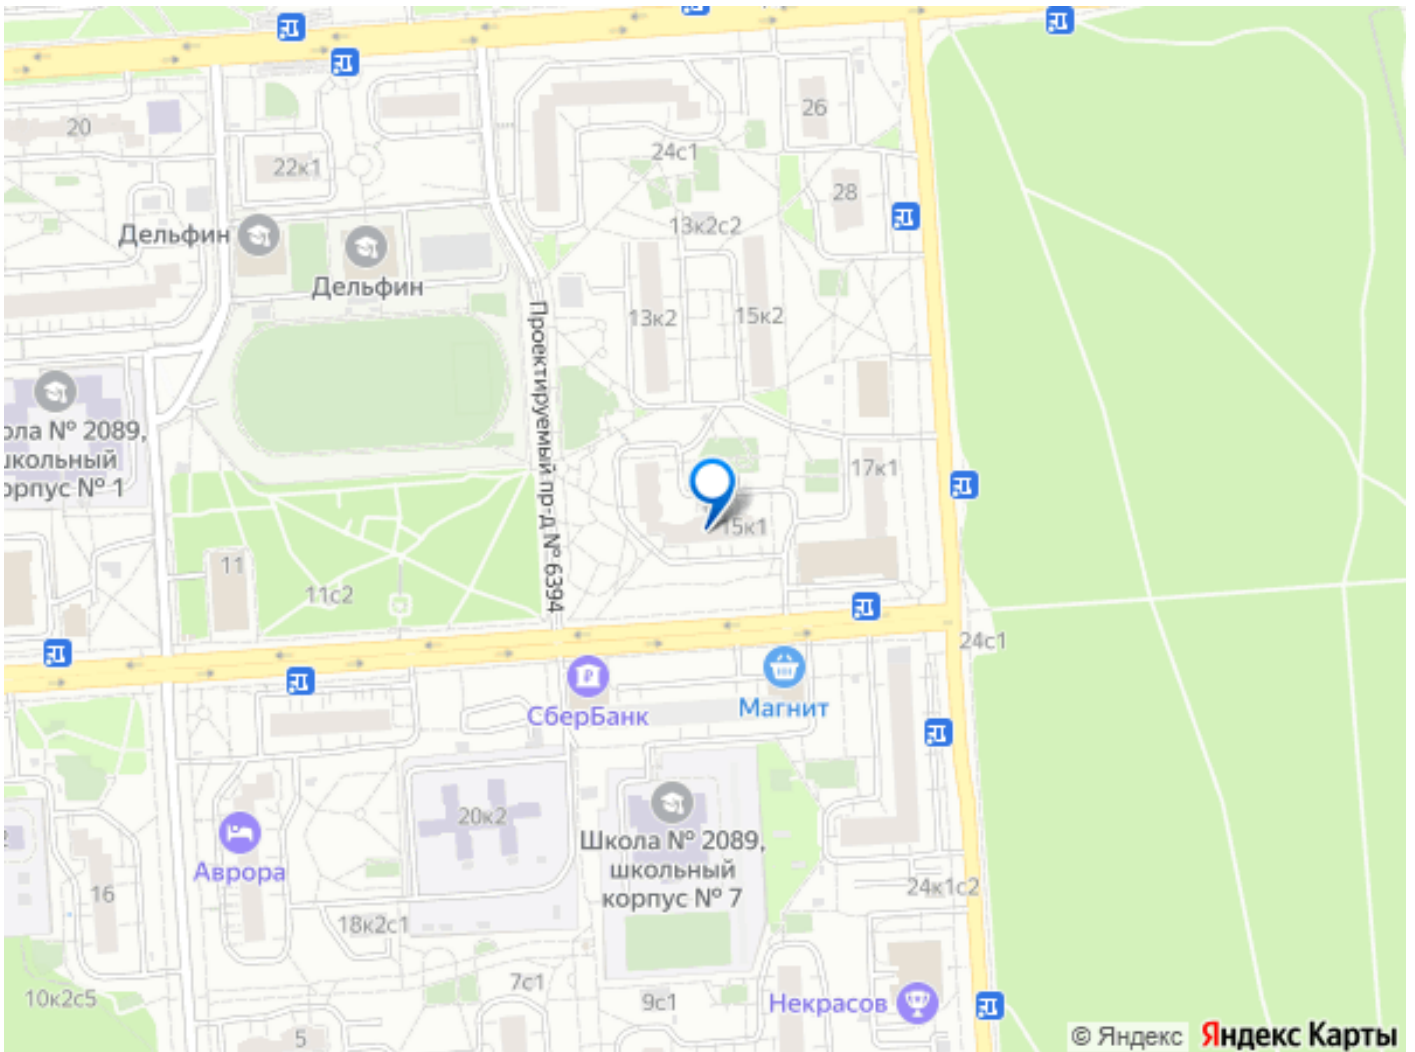 20
22к1
24с1
26
28
Дельфин
Дельфин
13к2с2
13к2
15к2
Проектируемый пр-д № 6394
ола № 2089,
школьный
орпус № 1
17к1
15к1
11
11с2
24с1
СберБанк
Магнит
20к2
Школа № 2089,
школьный
корпус № 7
Аврора
16
18к2с1
24к1с2
10к2с5
7с1
9с1
5
Некрасов
© Яндекс Яндекс Карты